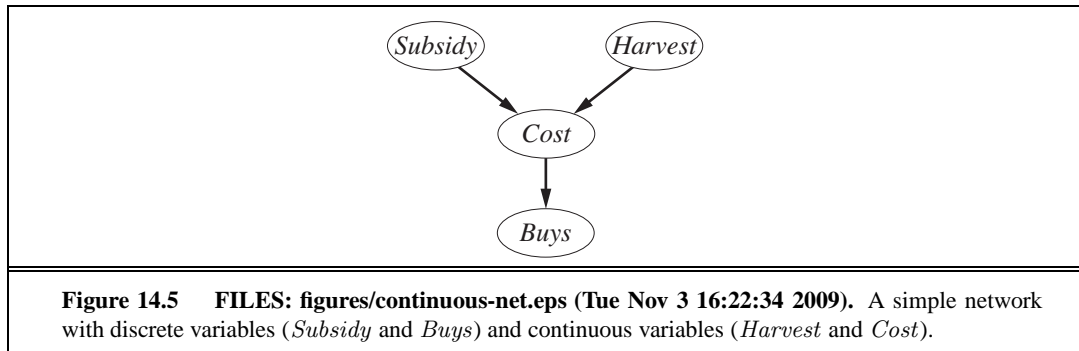 Subsidy Harvest
Cost
Buys
Figure 14.5 FILES: figures/continuous-net.eps (Tue Nov 3 16:22:34 2009). A simple network
with discrete variables (Subsidy and Buys) and continuous variables (Harvest and Cost).